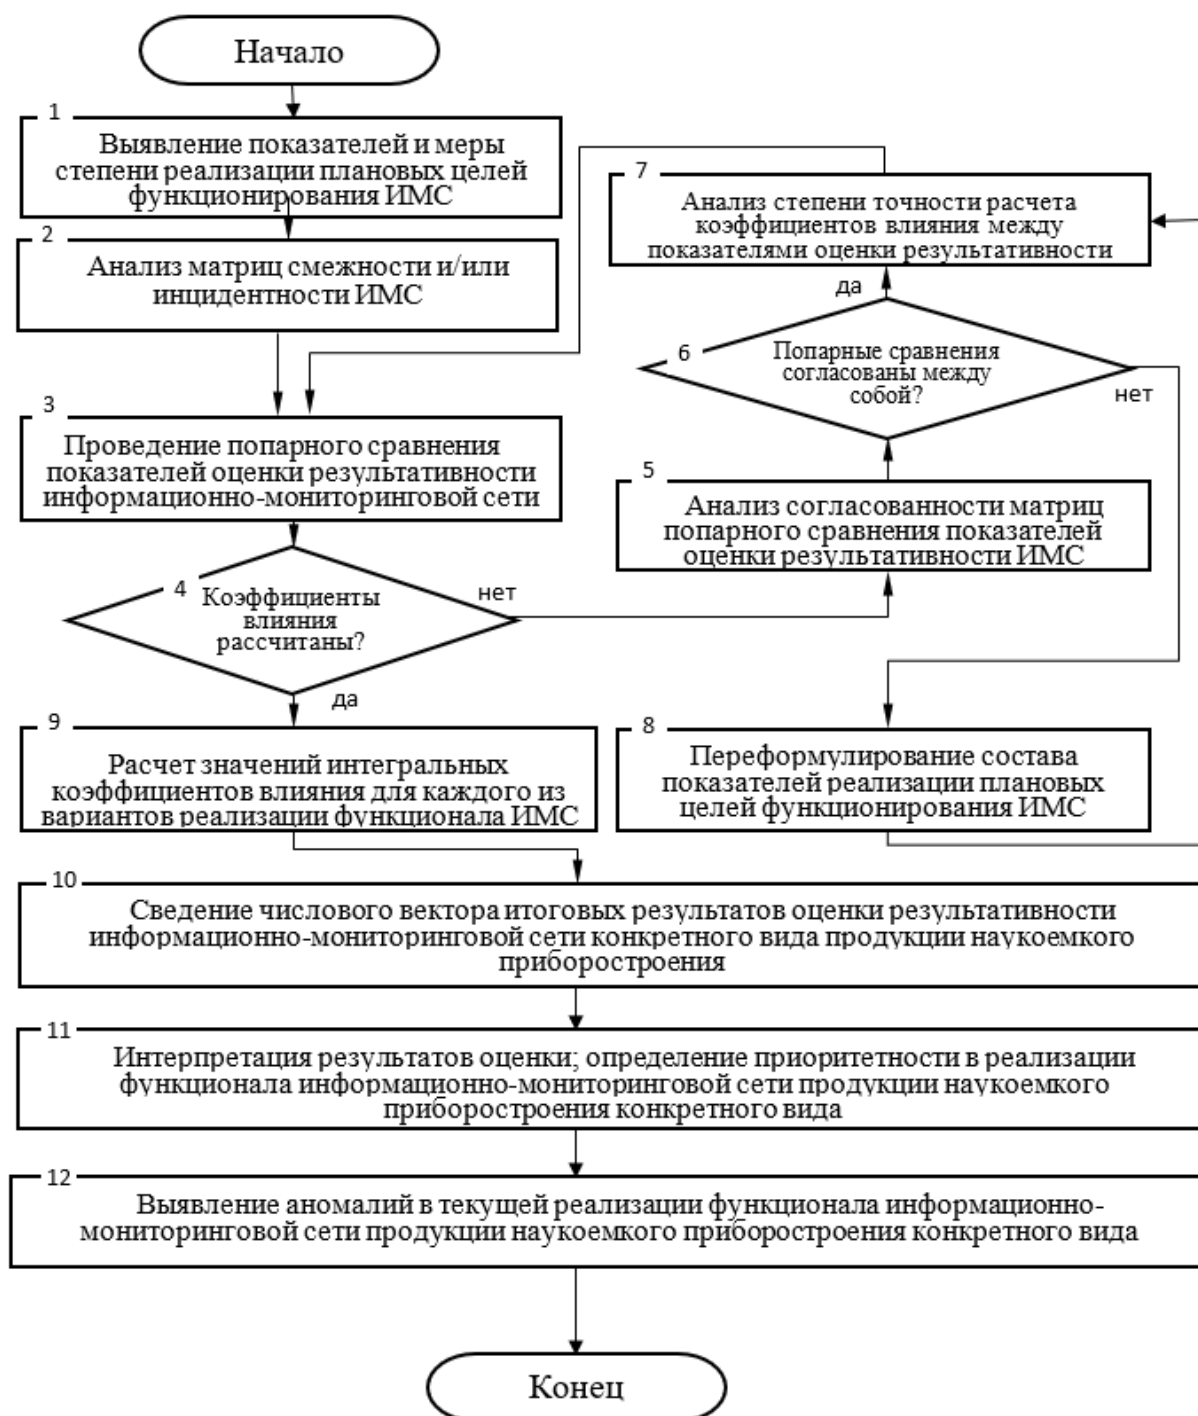 Начало
1
Выявление показателей и меры
степени реализации плановых целей
функционирования ИМС
2
Анализ матриц смежности и/или
инцидентности ИМС
3
Проведение попарного сравнения
показателей оценки результативности
информационно-мониторинговой сети
4
Коэффициенты
влияния
рассчитаны?
нет
да
5
Анализ согласованности матриц
попарного сравнения показателей
оценки результативности ИМС
6
Попарные сравнения
согласованы между
собой?
да
нет
7
Анализ степени точности расчета
коэффициентов влияния между
показателями оценки результативности
8
Переформулирование состава
показателей реализации плановых
целей функционирования ИМС
9
Расчет значений интегральных
коэффициентов влияния для каждого из
вариантов реализации функционала ИМС
10
Сведение числового вектора итоговых результатов оценки результативности
информационно-мониторинговой сети конкретного вида продукции наукоемкого
приборостроения
11
Интерпретация результатов оценки; определение приоритетности в реализации
функционала информационно-мониторинговой сети продукции наукоемкого
приборостроения конкретного вида
12
Выявление аномалий в текущей реализации функционала информационно-
мониторинговой сети продукции наукоемкого приборостроения конкретного вида
Конец